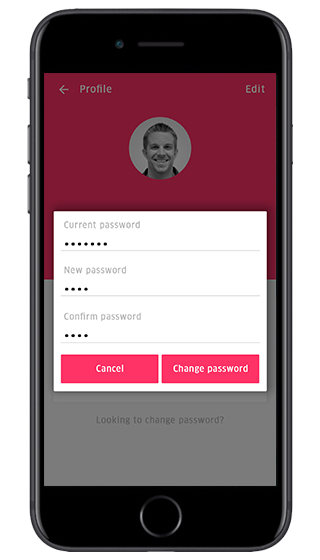 Profile
Edit
Current password
•••••••
New password
••••
Confirm password
••••
Cancel
Change password
Looking to change password?